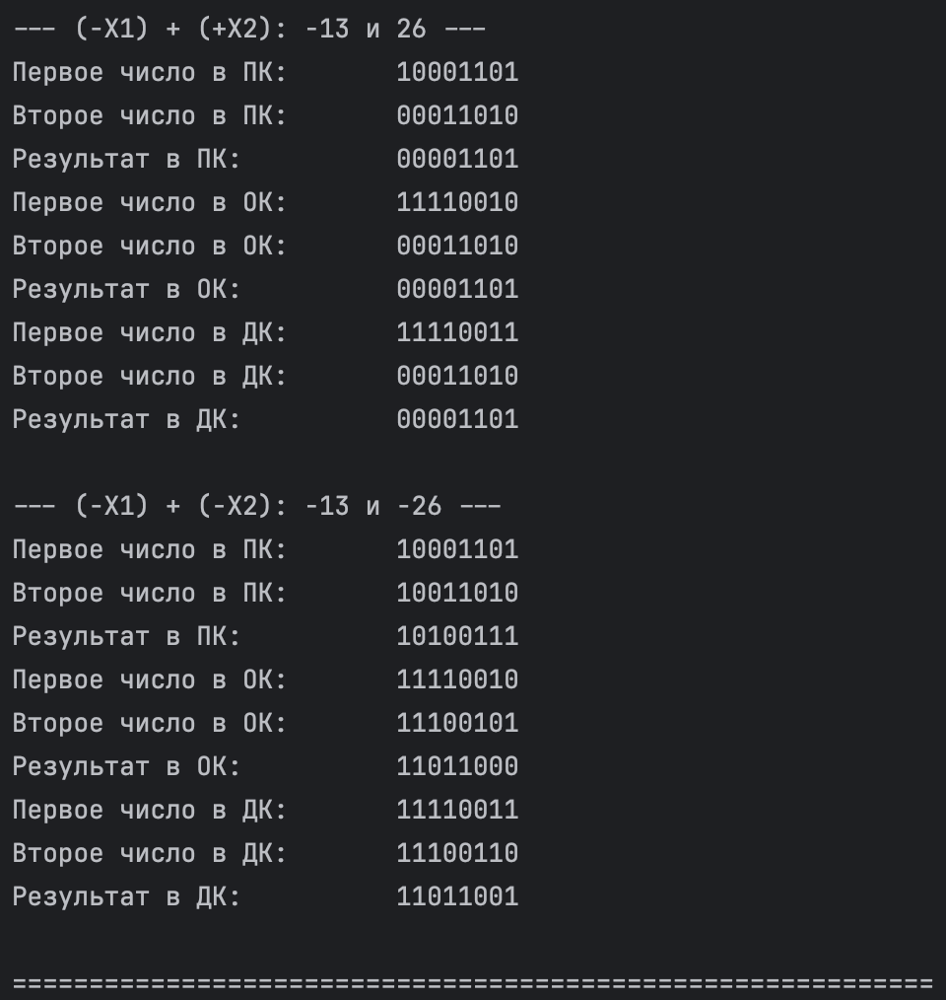 --- (-X1) + (+X2): -13 и 26 ---
Первое число в ПК: 10001101
Второе число в ПК: 00011010
Результат в ПК: 00001101
Первое число в ОК: 11110010
Второе число в ОК: 00011010
Результат в ОК: 00001101
Первое число в ДК: 11110011
Второе число в ДК: 00011010
Результат в ДК: 00001101
--- (-X1) + (-X2): -13 и -26 ---
Первое число в ПК: 10001101
Второе число в ПК: 10011010
Результат в ПК: 10100111
Первое число в ОК: 11110010
Второе число в ОК: 11100101
Результат в ОК: 11011000
Первое число в ДК: 11110011
Второе число в ДК: 11100110
Результат в ДК: 11011001
============================================================